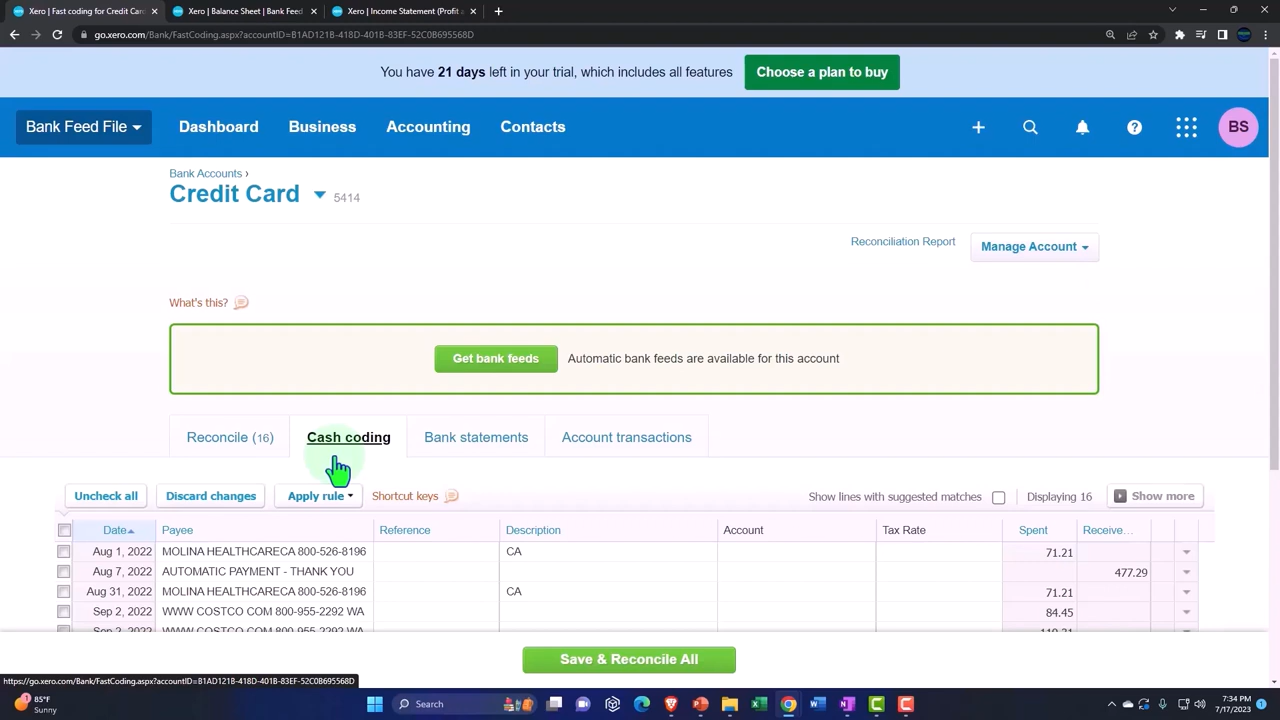 Xero | Feed for Credit Card
Xero | Balance Sheet | Bank Fee
Xero | Income Statement (Profit a
go.xero.com/Bank/FastCoding.aspx?accountID=B1AD121B-418D-401B-83EF-52C0B695568D
You have 21 days left in your trial, which includes all features
Choose a plan to buy
Bank Feed File
Dashboard
Business
Accounting
Contacts
BS
Bank Accounts ›
Credit Card
5414
Reconciliation Report
Manage Account
What's this?
Get bank feeds
Automatic bank feeds are available for this account
Reconcile (16)
Cash coding
Bank statements
Account transactions
Uncheck all
Discard changes
Apply rule
Shortcut keys
Show lines with suggested matches
Displaying 16
Show more
Date Payee Reference Description Account Tax Rate Spent Receive…
Aug 1, 2022 MOLINA HEALTHCARECA 800-526-8196 CA 71.21
Aug 7, 2022 AUTOMATIC PAYMENT - THANK YOU 477.29
Aug 31, 2022 MOLINA HEALTHCARECA 800-526-8196 CA 71.21
Sep 2, 2022 WWW COSTCO COM 800-955-2292 WA 84.45
Sep 2, 2022 WWW COSTCO COM 800-955-2292 WA
Save & Reconcile All
https://go.xero.com/Bank/FastCoding.aspx?accountID=B1AD121B-418D-401B-83EF-52C0B695568D
85°F
Sunny
Search
7:34 PM
7/17/2023